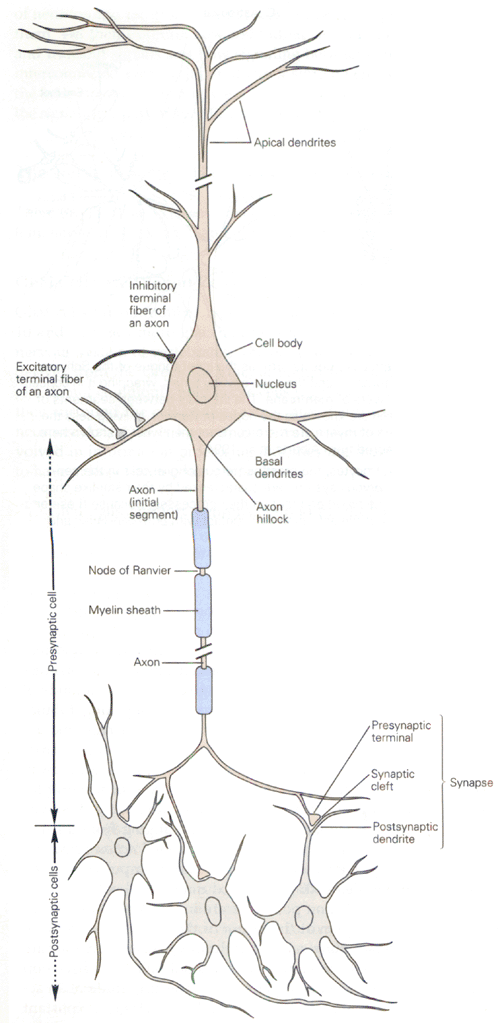 Apical dendrites
Inhibitory
terminal
fiber of
an axon
Cell body
Excitatory
terminal fiber
of an axon
Nucleus
Basal
dendrites
Axon
(initial
segment)
Axon
hillock
Node of Ranvier
Myelin sheath
Presynaptic cell
Axon
Presynaptic
terminal
Synaptic
cleft
Synapse
Postsynaptic
dendrite
Postsynaptic cells